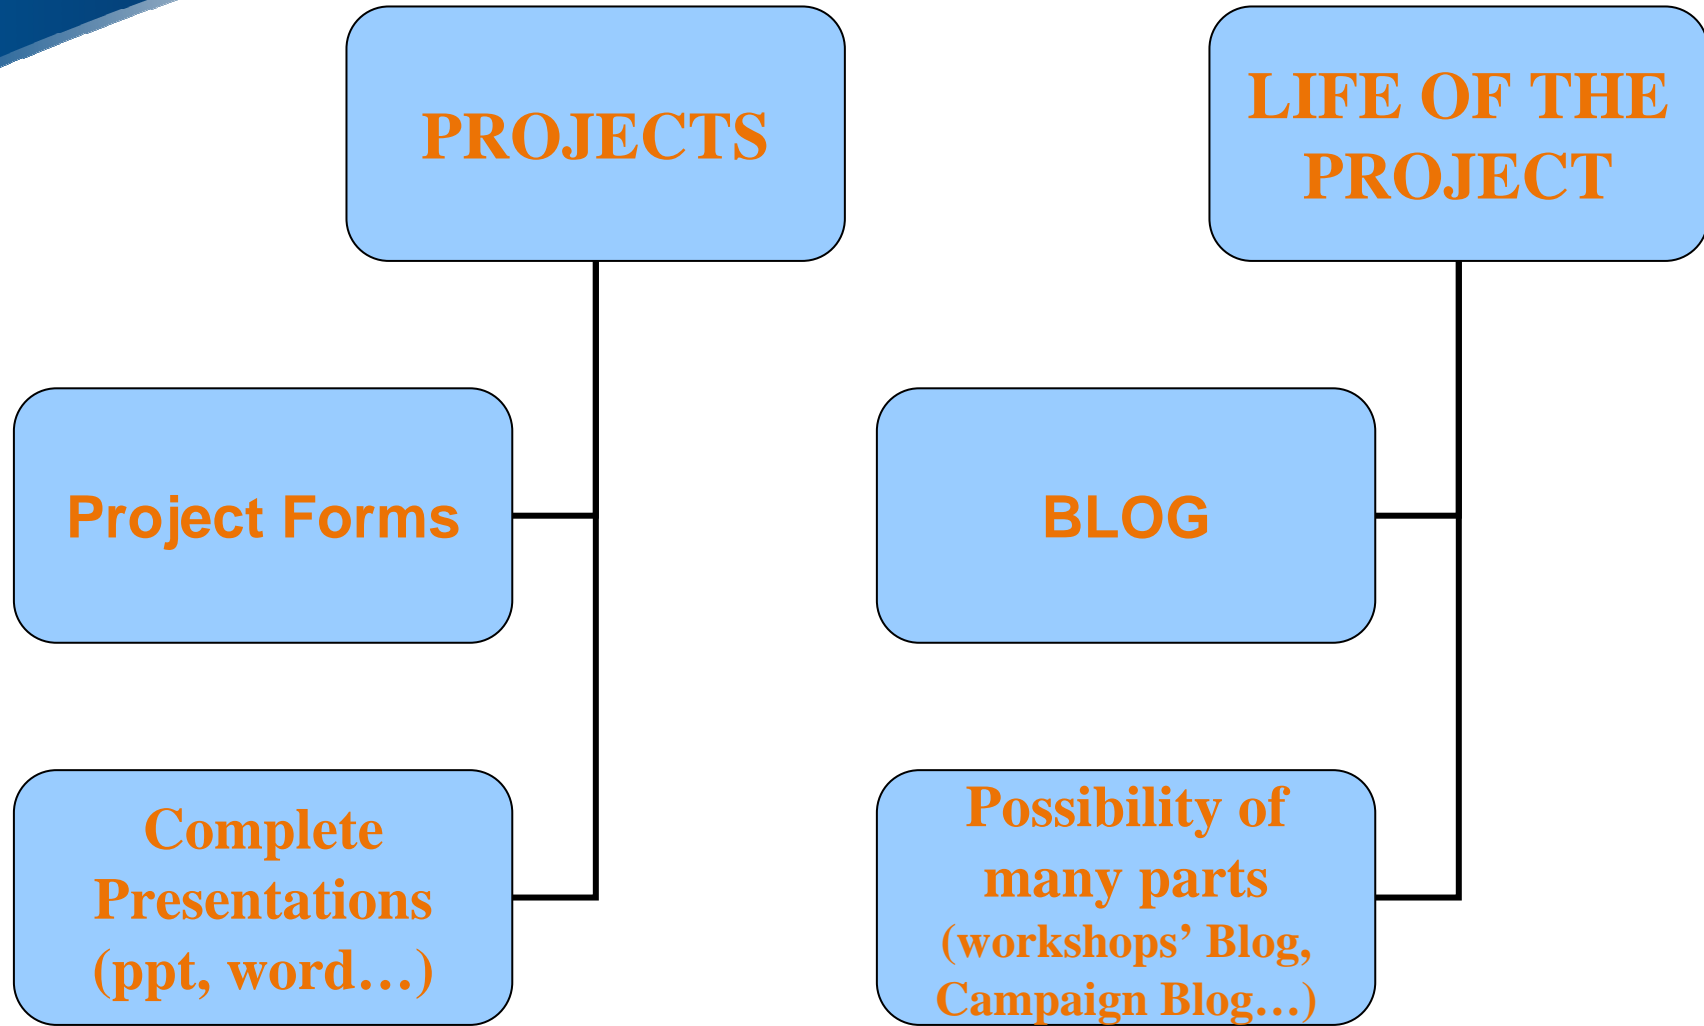 PROJECTS
LIFE OF THE
PROJECT
Project Forms
BLOG
Complete
Presentations
(ppt, word…)
Possibility of
many parts
(workshops’ Blog,
Campaign Blog…)